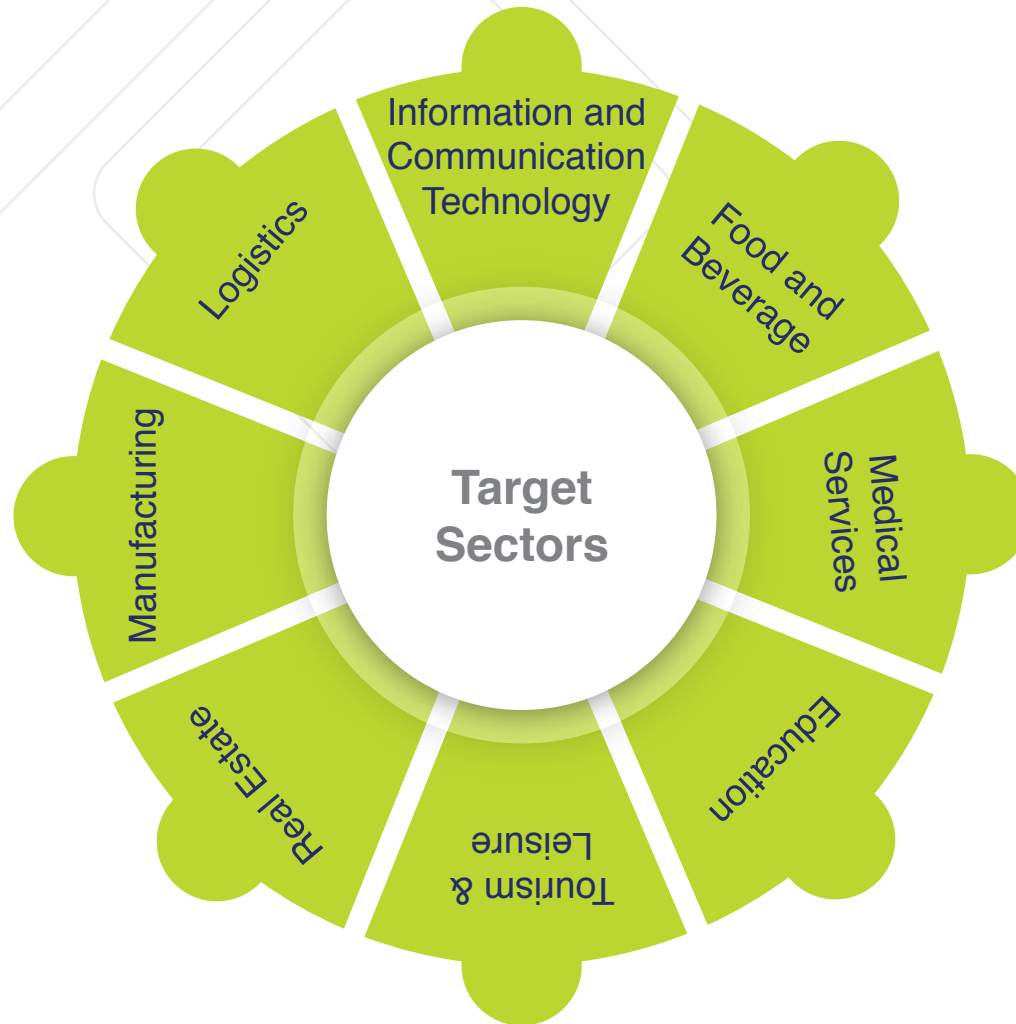 Information and
Communication
Technology
Food and
Beverage
Medical
Services
Education
Tourism &
Leisure
Real Estate
Manufacturing
Logistics
Target
Sectors